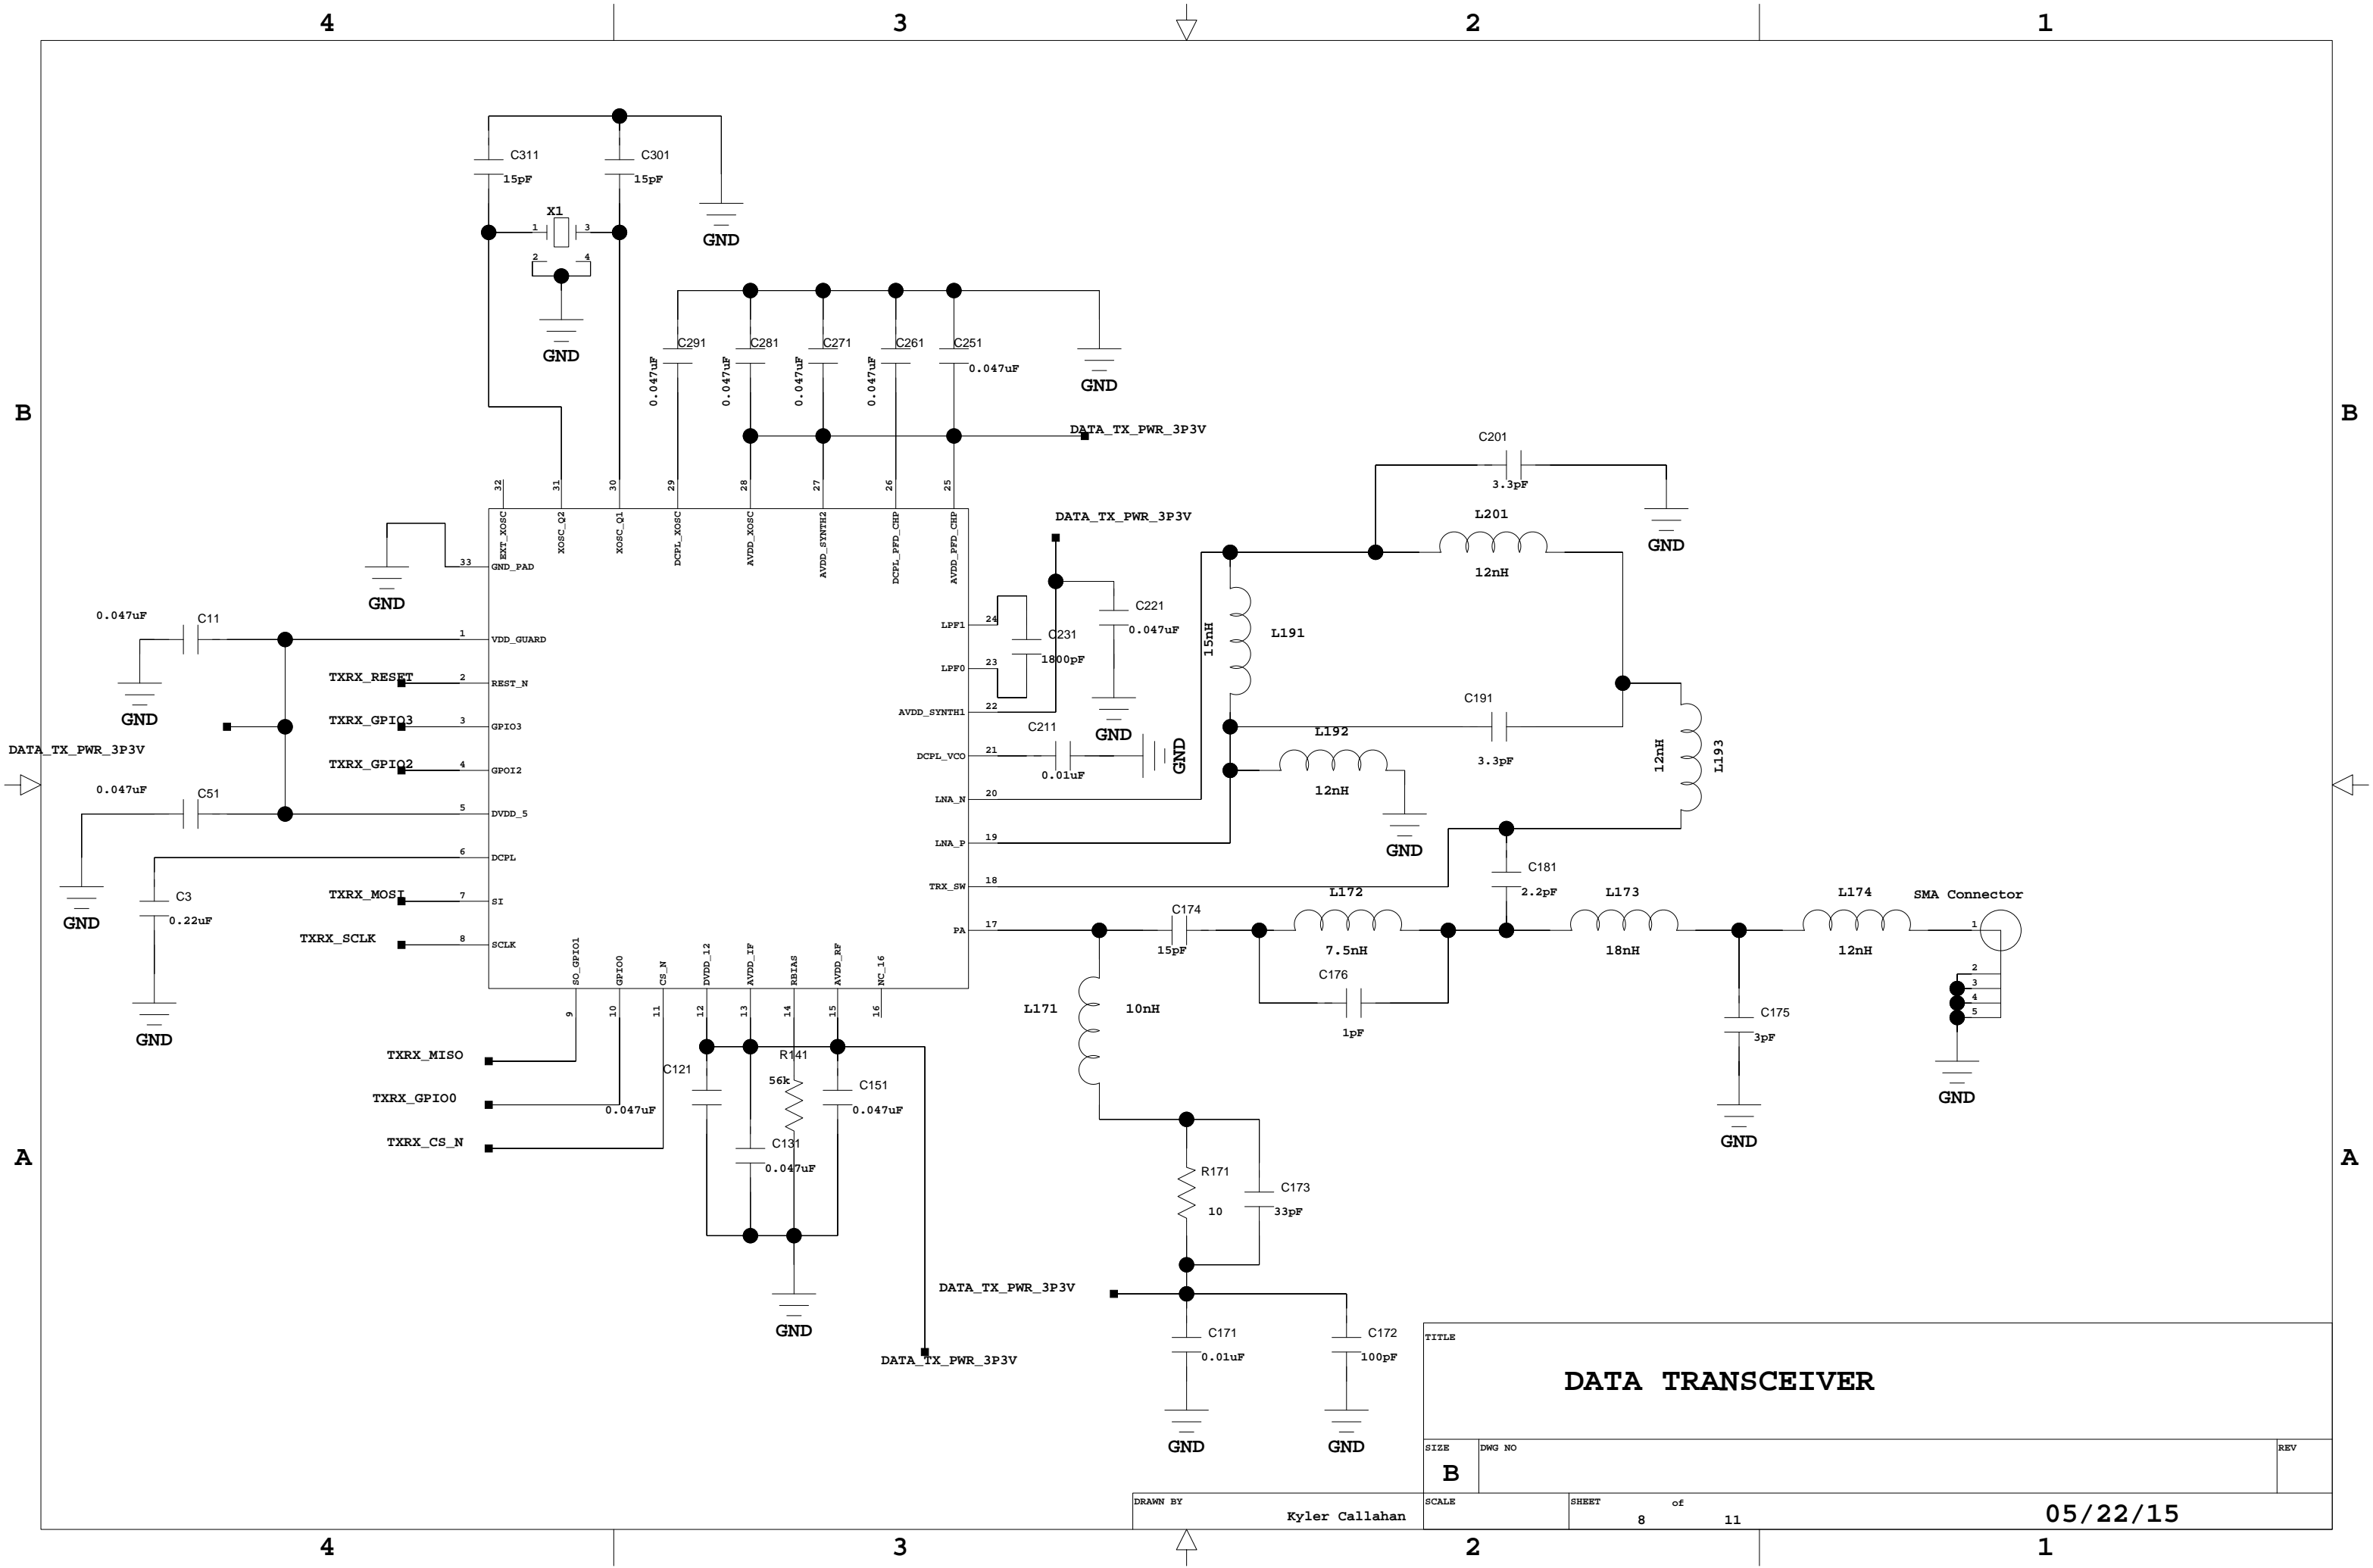 4 3 2 1
C311
15pF
C301
15pF
X1
1
3
2
4
GND
GND
C291
0.047uF
C281
0.047uF
C271
0.047uF
C261
0.047uF
C251
0.047uF
GND
B
B
DATA_TX_PWR_3P3V
C201
3.3pF
GND
32
31
30
29
28
27
26
25
EXT_XOSC
XOSC_Q2
XOSC_Q1
DCPL_XOSC
AVDD_XOSC
AVDD_SYNTH2
DCPL_PFD_CHP
AVDD_PFD_CHP
DATA_TX_PWR_3P3V
L201
12nH
33 GND_PAD
GND
0.047uF
C11
GND
1 VDD_GUARD
TXRX_RESET 2 REST_N
TXRX_GPIO3 3 GPIO3
DATA_TX_PWR_3P3V
TXRX_GPIO2 4 GPOI2
0.047uF
C51
5 DVDD_5
GND
6 DCPL
C3
0.22uF
GND
TXRX_MOSI 7 SI
TXRX_SCLK 8 SCLK
LPF1 24
C231
1800pF
LPF0 23
C221
0.047uF
GND
AVDD_SYNTH1 22
C211
0.01uF
GND
DCPL_VCO 21
LNA_N 20
LNA_P 19
TRX_SW 18
PA 17
15nH
L191
L192
12nH
GND
C191
3.3pF
12nH
L193
C181
2.2pF
C174
15pF
L172
7.5nH
C176
1pF
L173
18nH
L174
12nH
SMA Connector
1
2
3
4
5
GND
C175
3pF
GND
SO_GPIO1
GPIO0
CS_N
DVDD_12
AVDD_IF
RBIAS
AVDD_RF
NC_16
9
10
11
12
13
14
15
16
TXRX_MISO
TXRX_GPIO0
TXRX_CS_N
C121
0.047uF
R141
56k
C151
0.047uF
C131
0.047uF
GND
DATA_TX_PWR_3P3V
L171
10nH
A
A
R171
10
C173
33pF
DATA_TX_PWR_3P3V
C171
0.01uF
GND
C172
100pF
GND
TITLE
DATA TRANSCEIVER
SIZE
B
DWG NO
REV
DRAWN BY
Kyler Callahan
SCALE
SHEET of
8 11
05/22/15
4 3 2 1